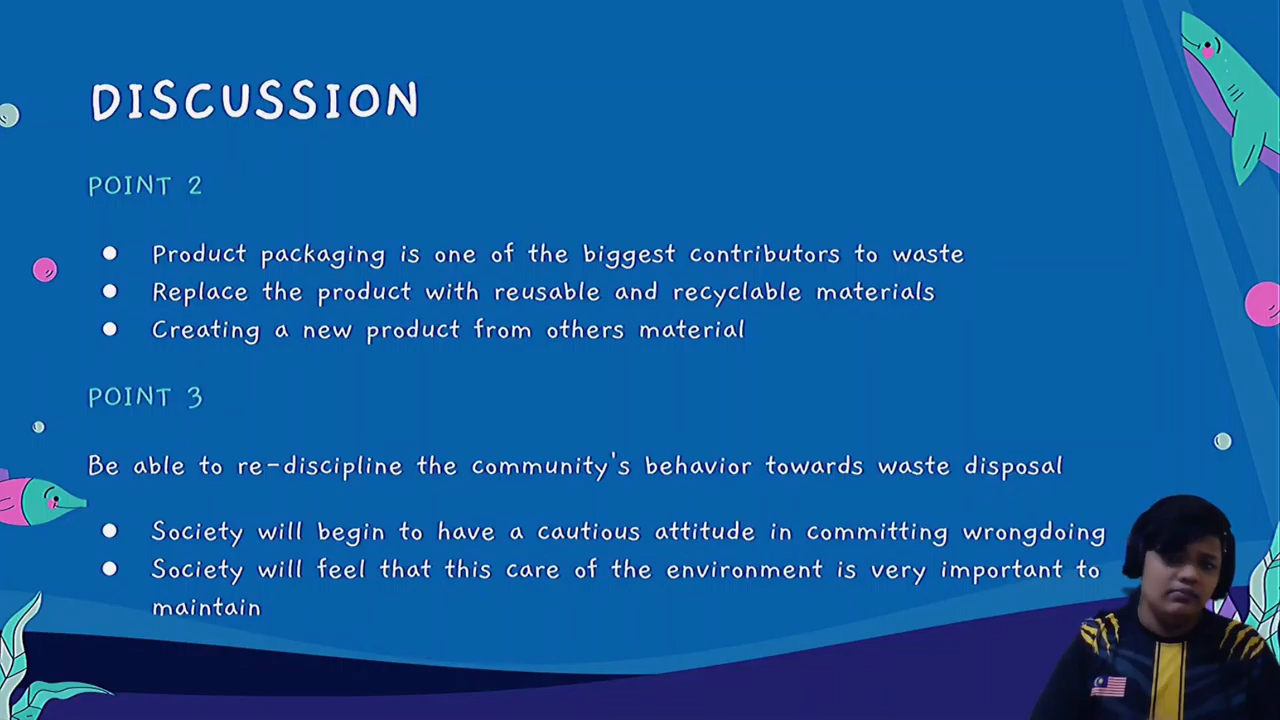 DISCUSSION
POINT 2
● Product packaging is one of the biggest contributors to waste
● Replace the product with reusable and recyclable materials
● Creating a new product from others material
POINT 3
Be able to re-discipline the community's behavior towards waste disposal
● Society will begin to have a cautious attitude in committing wrongdoing
● Society will feel that this care of the environment is very important to
maintain